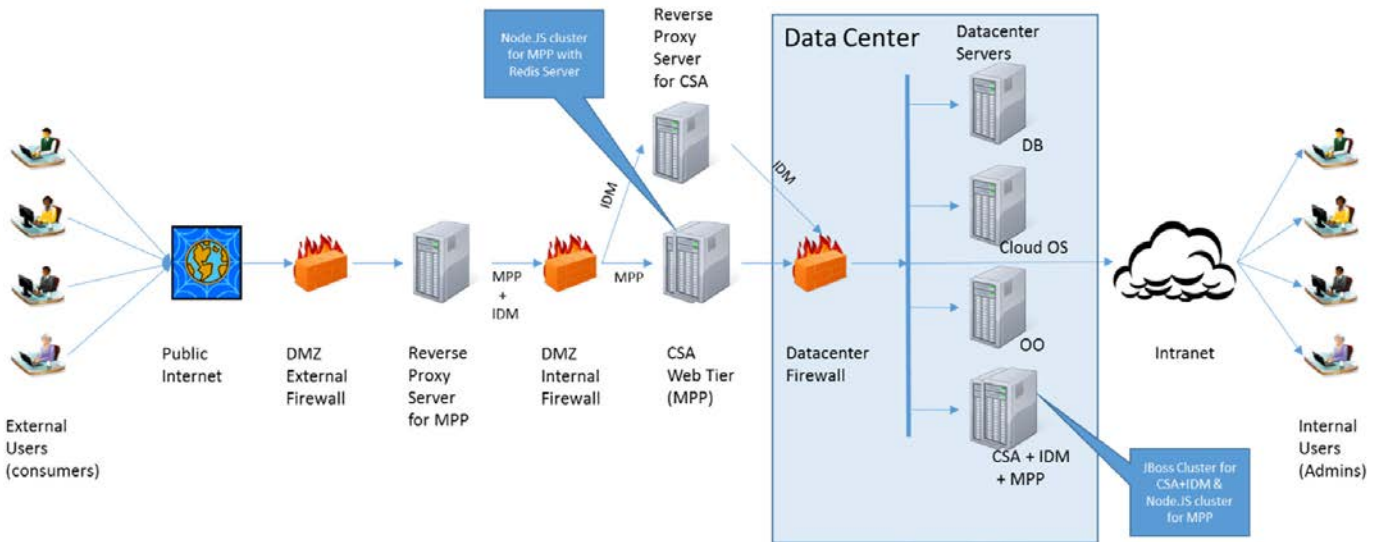 Node.JS cluster
for MPP with
Redis Server
Reverse
Proxy
Server
for CSA
Data Center
Datacenter
Servers
DB
IDM
IDM
Cloud OS
MPP
+
IDM
MPP
OO
Public
Internet
DMZ
External
Firewall
Reverse
Proxy
Server
for MPP
DMZ
Internal
Firewall
CSA
Web Tier
(MPP)
Datacenter
Firewall
Intranet
External
Users
(consumers)
CSA + IDM
+ MPP
JBoss Cluster for
CSA+IDM &
Node.JS cluster
for MPP
Internal
Users
(Admins)